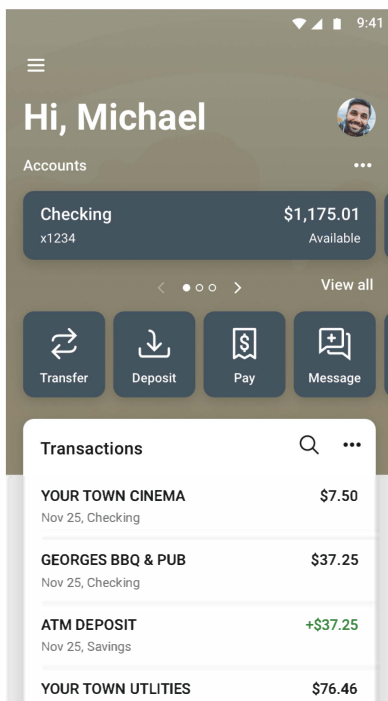 9:41
Hi, Michael
Accounts
Checking $1,175.01
x1234 Available
View all
Transfer Deposit Pay Message
Transactions
YOUR TOWN CINEMA $7.50
Nov 25, Checking
GEORGES BBQ & PUB $37.25
Nov 25, Checking
ATM DEPOSIT +$37.25
Nov 25, Savings
YOUR TOWN UTLITIES $76.46